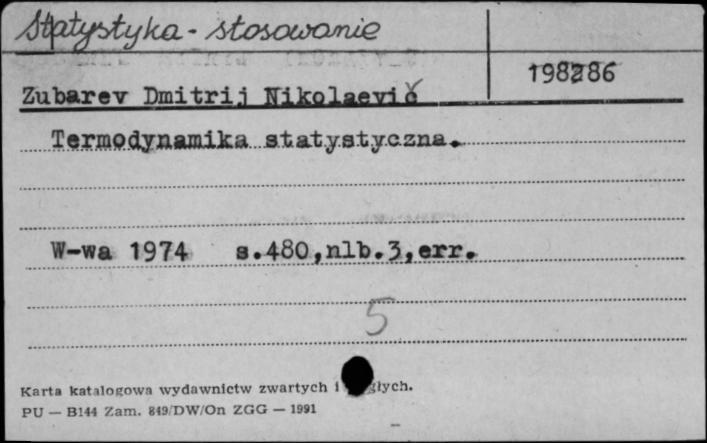 Statystyka - stosowanie
198286
Zubarev Dmitrij Nikolaevič
Termodynamika statystyczna.
W-wa 1974 s.480,nlb.3,err.
5
Karta katalogowa wydawnictw zwartych i
PU — B144 Zam. 849/DW/On ZGG — 1991